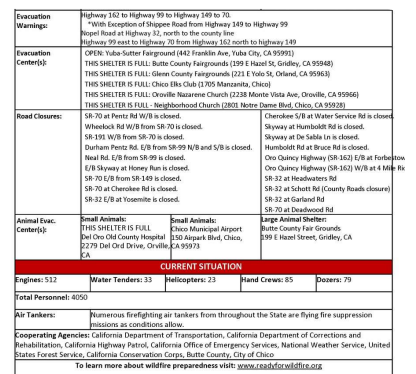 Evacuation Warnings:
Highway 162 to Highway 99 to Highway 149 to 70.
*With Exception of Shippee Road from Highway 149 to Highway 99
Nopel Road at Highway 32, north to the county line
Highway 99 east to Highway 70 from Highway 162 north to highway 149
Evacuation Center(s):
OPEN: Yuba-Sutter Fairground (442 Franklin Ave, Yuba City, CA 95991)
THIS SHELTER IS FULL: Butte County Fairgrounds (199 E Hazel St, Gridley, CA 95948)
THIS SHELTER IS FULL: Glenn County Fairgrounds (221 E Yolo St, Orland, CA 95963)
THIS SHELTER IS FULL: Chico Elks Club (1705 Manzanita, Chico)
THIS SHELTER IS FULL: Oroville Nazarene Church (2238 Monte Vista Ave, Oroville, CA 95966)
THIS SHELTER IS FULL - Neighborhood Church (2801 Notre Dame Blvd, Chico, CA 95928)
Road Closures:
SR-70 at Pentz Rd W/B is closed.
Wheelock Rd W/B from SR-70 is closed.
SR-191 W/B from SR-70 is closed.
Durham Pentz Rd. E/B from SR-99 N/B and S/B is closed.
Neal Rd. E/B from SR-99 is closed.
E/B Skyway at Honey Run is closed.
SR-70 E/B from SR-149 is closed.
SR-70 at Cherokee Rd is closed.
SR-32 E/B at Yosemite is closed.
Cherokee S/B at Water Service Rd is closed.
Skyway at Humboldt Rd is closed.
Skyway at De Sabla Ln is closed.
Humboldt Rd at Bruce Rd is closed.
Oro Quincy Highway (SR-162) E/B at Forbestow
Oro Quincy Highway (SR-162) W/B at 4 Mile Ric
SR-32 at Headwaters Rd
SR-32 at Schott Rd (County Roads closure)
SR-32 at Garland Rd
SR-70 at Deadwood Rd
Animal Evac. Center(s):
Small Animals:
THIS SHELTER IS FULL
Del Oro Old County Hospital
2279 Del Ord Drive, Orville, CA
Small Animals:
Chico Municipal Airport
150 Airpark Blvd, Chico,
CA 95973
Large Animal Shelter:
Butte County Fair Grounds
199 E Hazel Street, Gridley, CA
CURRENT SITUATION
Engines: 512 Water Tenders: 33 Helicopters: 23 Hand Crews: 85 Dozers: 79
Total Personnel: 4050
Air Tankers: Numerous firefighting air tankers from throughout the State are flying fire suppression
missions as conditions allow.
Cooperating Agencies: California Department of Transportation, California Department of Corrections and
Rehabilitation, California Highway Patrol, California Office of Emergency Services, National Weather Service, United
States Forest Service, California Conservation Corps, Butte County, City of Chico
To learn more about wildfire preparedness visit: www.readyforwildfire.org